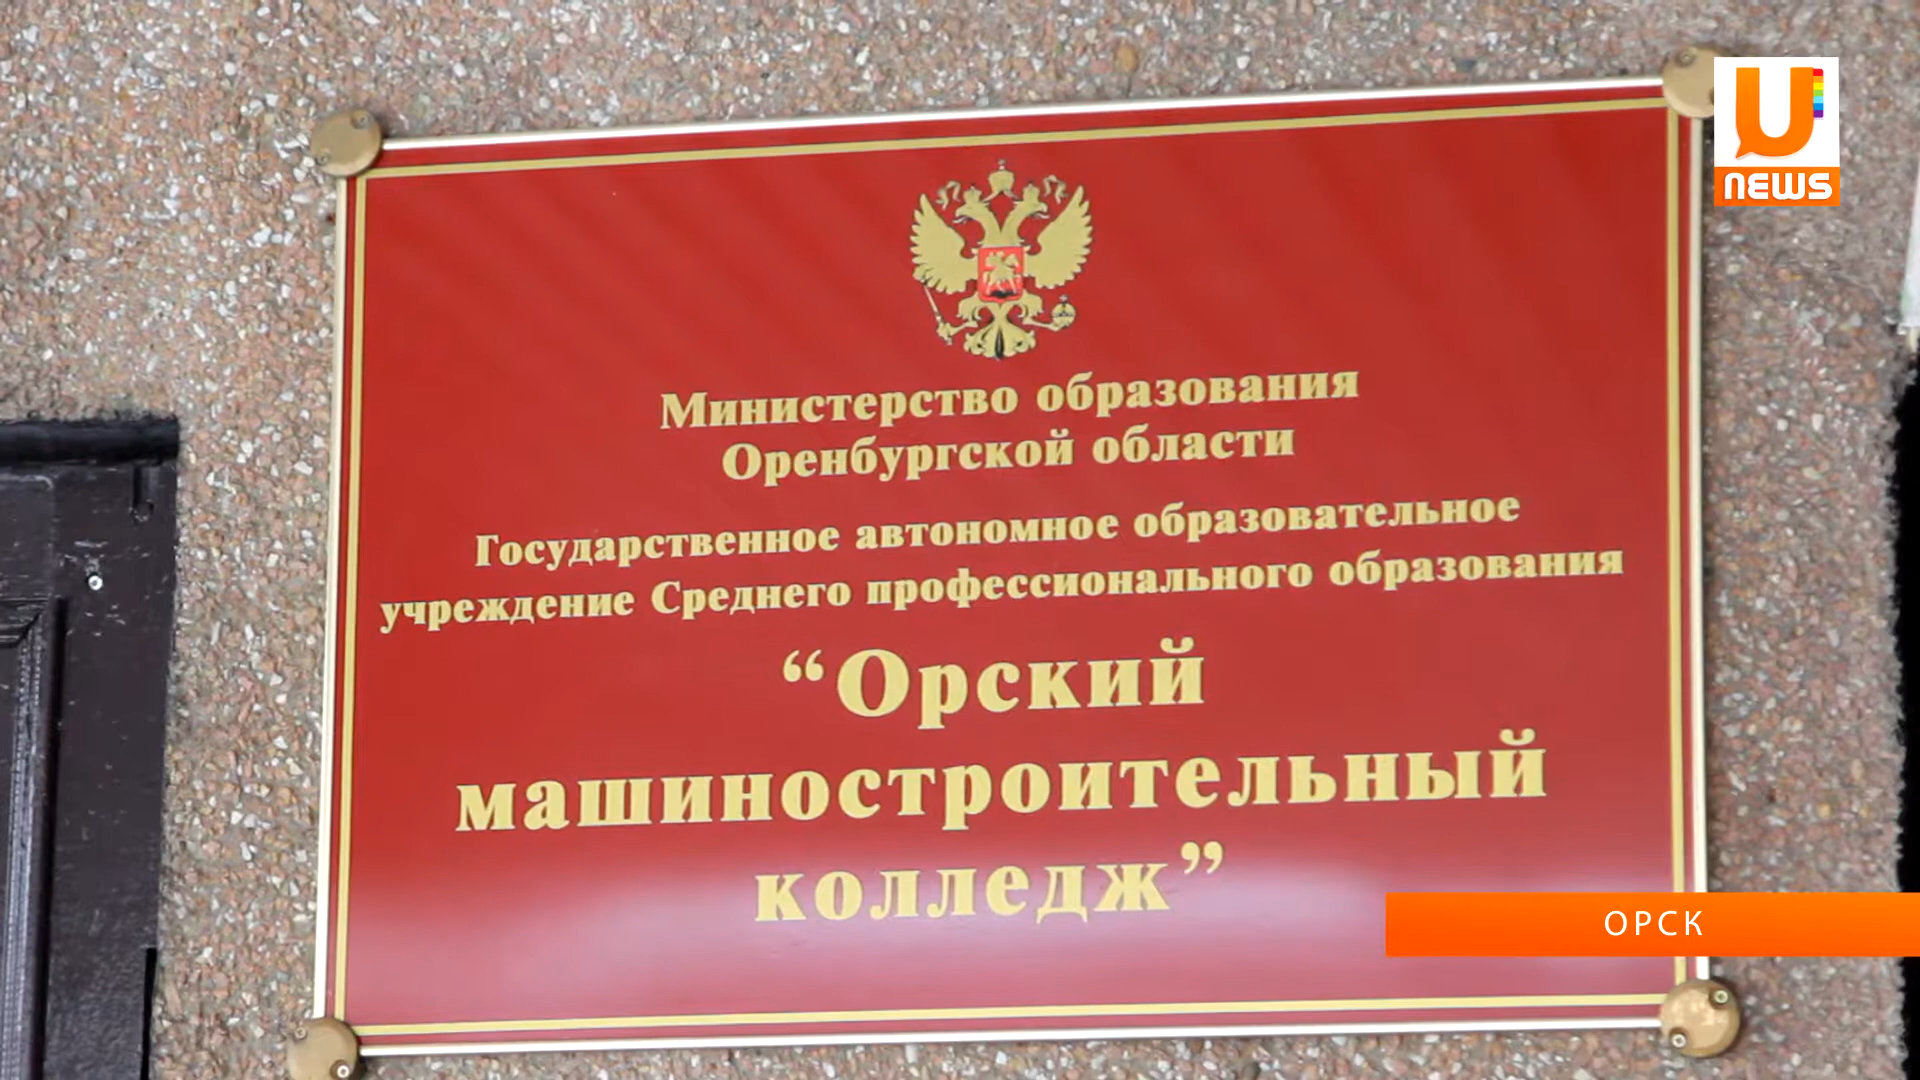 U
NEWS
Министерство образования
Оренбургской области
Государственное автономное образовательное
учреждение Среднего профессионального образования
“Орский
машиностроительный
колледж”
ОРСК